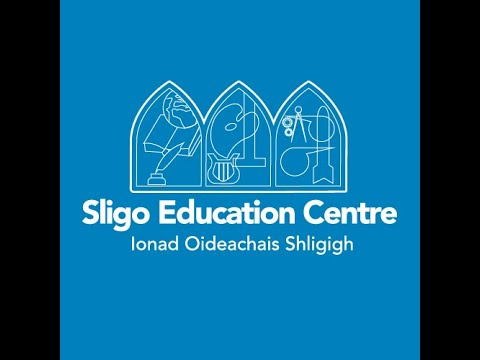 Sligo Education Centre
Ionad Oideachais Shligigh